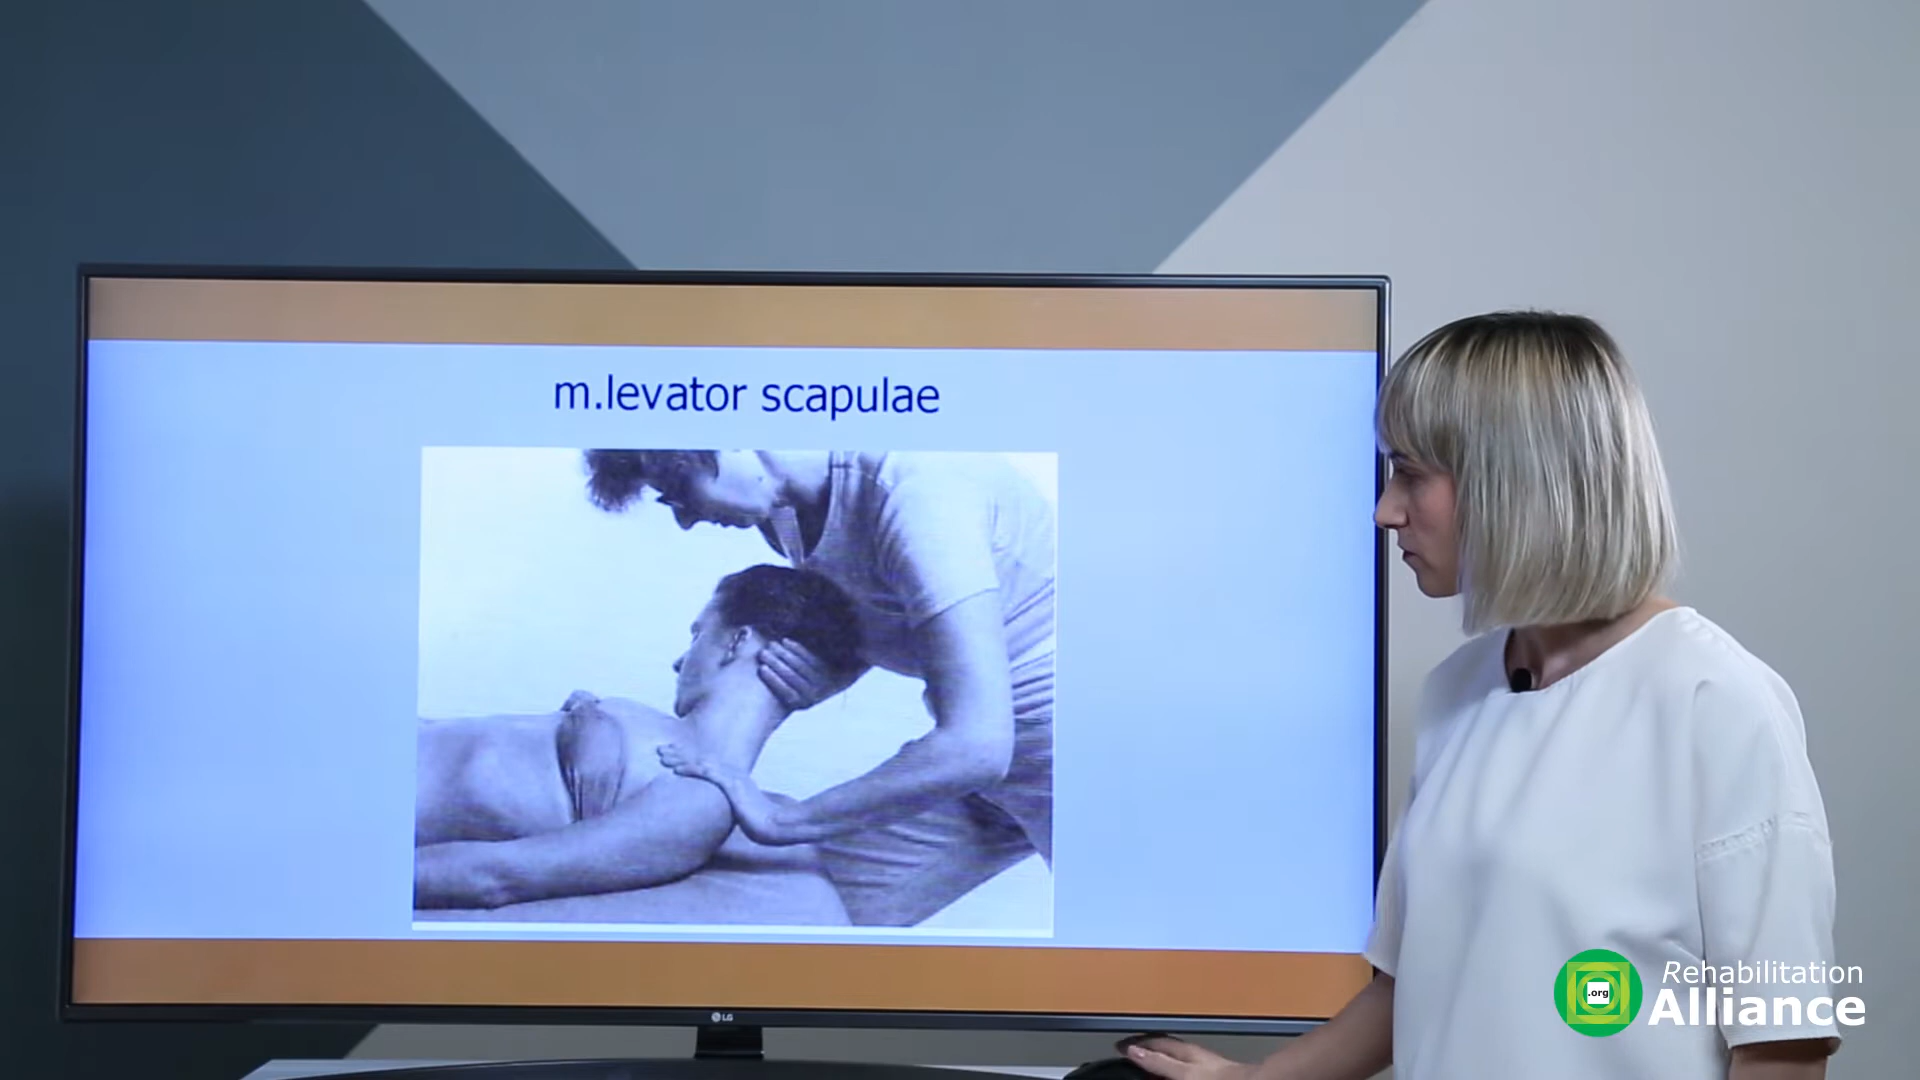 m.levator scapulae
LG
.org
Rehabilitation
Alliance